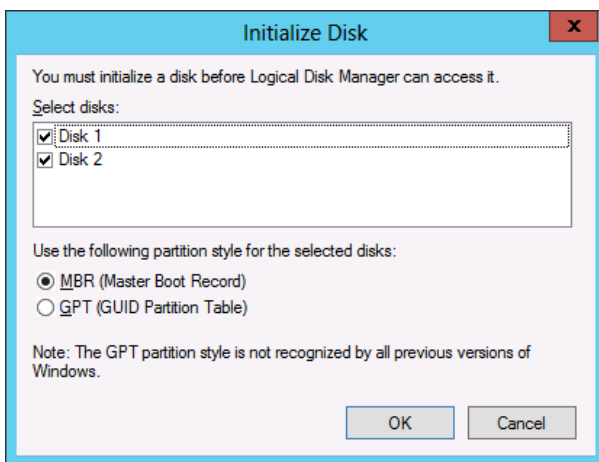 Initialize Disk
x
You must initialize a disk before Logical Disk Manager can access it.
Select disks:
Disk 1
Disk 2
Use the following partition style for the selected disks:
MBR (Master Boot Record)
GPT (GUID Partition Table)
Note: The GPT partition style is not recognized by all previous versions of
Windows.
OK
Cancel